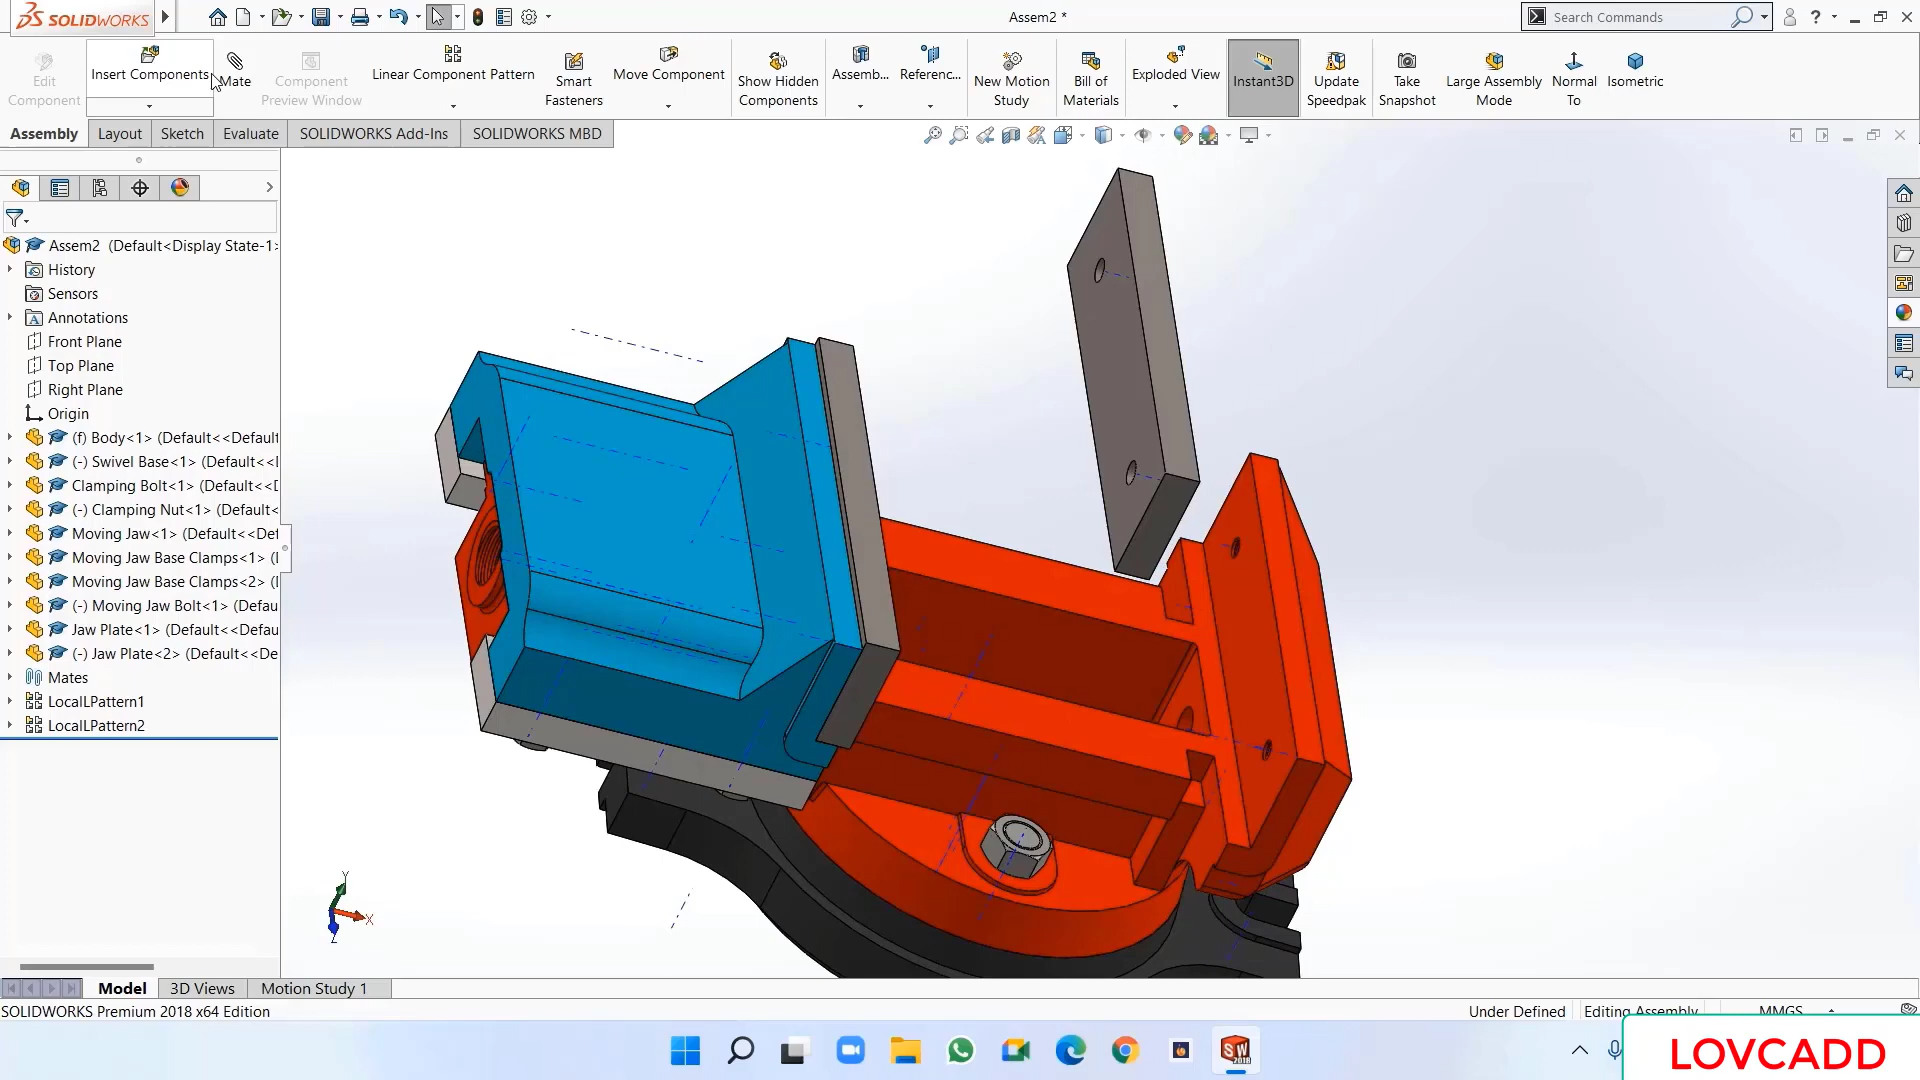 SOLIDWORKS
Assem2 *
Search Commands
Edit Component
Insert Components
Mate
Component Preview Window
Linear Component Pattern
Smart Fasteners
Move Component
Show Hidden Components
Assemb...
Referenc...
New Motion Study
Bill of Materials
Exploded View
Instant3D
Update Speedpak
Take Snapshot
Large Assembly Mode
Normal To
Isometric
Assembly
Layout
Sketch
Evaluate
SOLIDWORKS Add-Ins
SOLIDWORKS MBD
Assem2 (Default<Display State-1>
History
Sensors
Annotations
Front Plane
Top Plane
Right Plane
Origin
(f) Body<1> (Default<<Default
(-) Swivel Base<1> (Default<<
Clamping Bolt<1> (Default<<
(-) Clamping Nut<1> (Default<
Moving Jaw<1> (Default<<Def
Moving Jaw Base Clamps<1> (
Moving Jaw Base Clamps<2> (
(-) Moving Jaw Bolt<1> (Defau
Jaw Plate<1> (Default<<Defau
(-) Jaw Plate<2> (Default<<De
Mates
LocalLPattern1
LocalLPattern2
Y
X
Z
Model
3D Views
Motion Study 1
SOLIDWORKS Premium 2018 x64 Edition
Under Defined
Editing Assembly
MMGS
SW
2018
LOVCADD